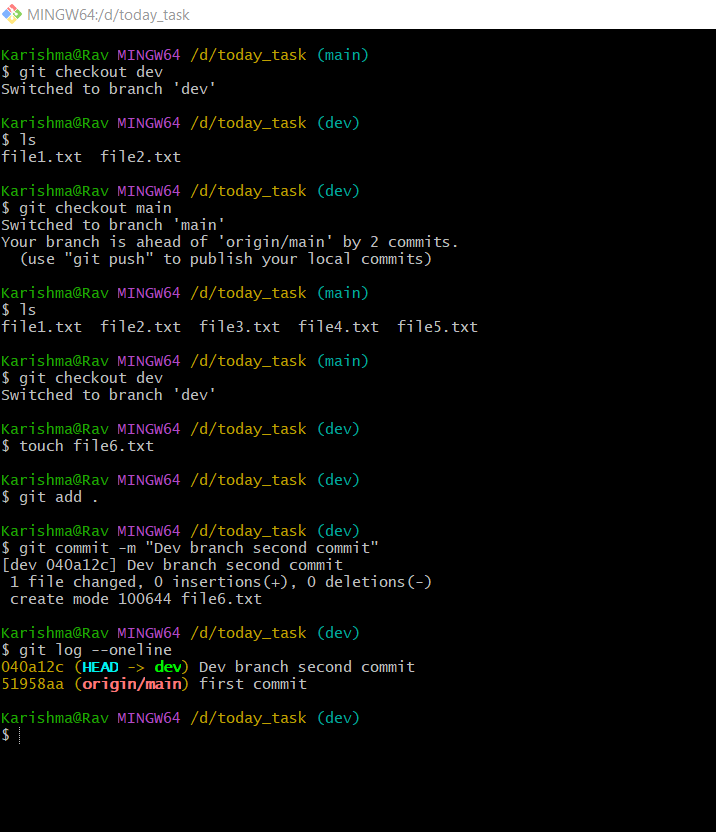 MINGW64:/d/today_task
Karishma@Rav MINGW64 /d/today_task (main)
$ git checkout dev
Switched to branch 'dev'
Karishma@Rav MINGW64 /d/today_task (dev)
$ ls
file1.txt  file2.txt
Karishma@Rav MINGW64 /d/today_task (dev)
$ git checkout main
Switched to branch 'main'
Your branch is ahead of 'origin/main' by 2 commits.
  (use "git push" to publish your local commits)
Karishma@Rav MINGW64 /d/today_task (main)
$ ls
file1.txt  file2.txt  file3.txt  file4.txt  file5.txt
Karishma@Rav MINGW64 /d/today_task (main)
$ git checkout dev
Switched to branch 'dev'
Karishma@Rav MINGW64 /d/today_task (dev)
$ touch file6.txt
Karishma@Rav MINGW64 /d/today_task (dev)
$ git add .
Karishma@Rav MINGW64 /d/today_task (dev)
$ git commit -m "Dev branch second commit"
[dev 040a12c] Dev branch second commit
 1 file changed, 0 insertions(+), 0 deletions(-)
 create mode 100644 file6.txt
Karishma@Rav MINGW64 /d/today_task (dev)
$ git log --oneline
040a12c (HEAD -> dev) Dev branch second commit
51958aa (origin/main) first commit
Karishma@Rav MINGW64 /d/today_task (dev)
$